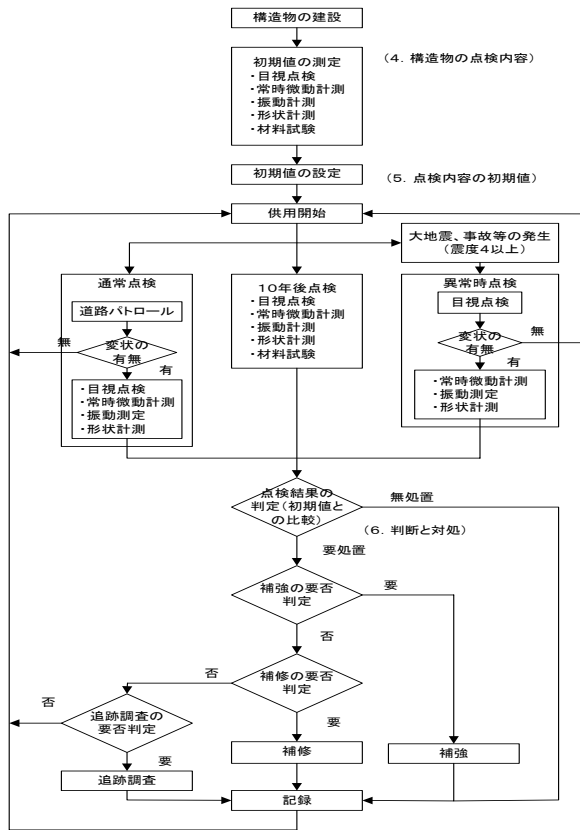 構造物の建設
初期値の測定
・目視点検
・常時微動計測
・振動計測
・形状計測
・材料試験
(4. 構造物の点検内容)
初期値の設定
(5. 点検内容の初期値)
供用開始
大地震、事故等の発生
(震度4以上)
通常点検
道路パトロール
変状の
有無
無
有
・目視点検
・常時微動計測
・振動測定
・形状計測
10年後点検
・目視点検
・常時微動計測
・振動計測
・形状計測
・材料試験
異常時点検
目視点検
変状の
有無
無
有
・常時微動計測
・振動測定
・形状計測
点検結果の
判定(初期値と
の比較)
無処置
(6. 判断と対処)
要処置
補強の要否
判定
要
否
補修の要否
判定
否
要
追跡調査の
要否判定
否
要
補修
補強
追跡調査
記録